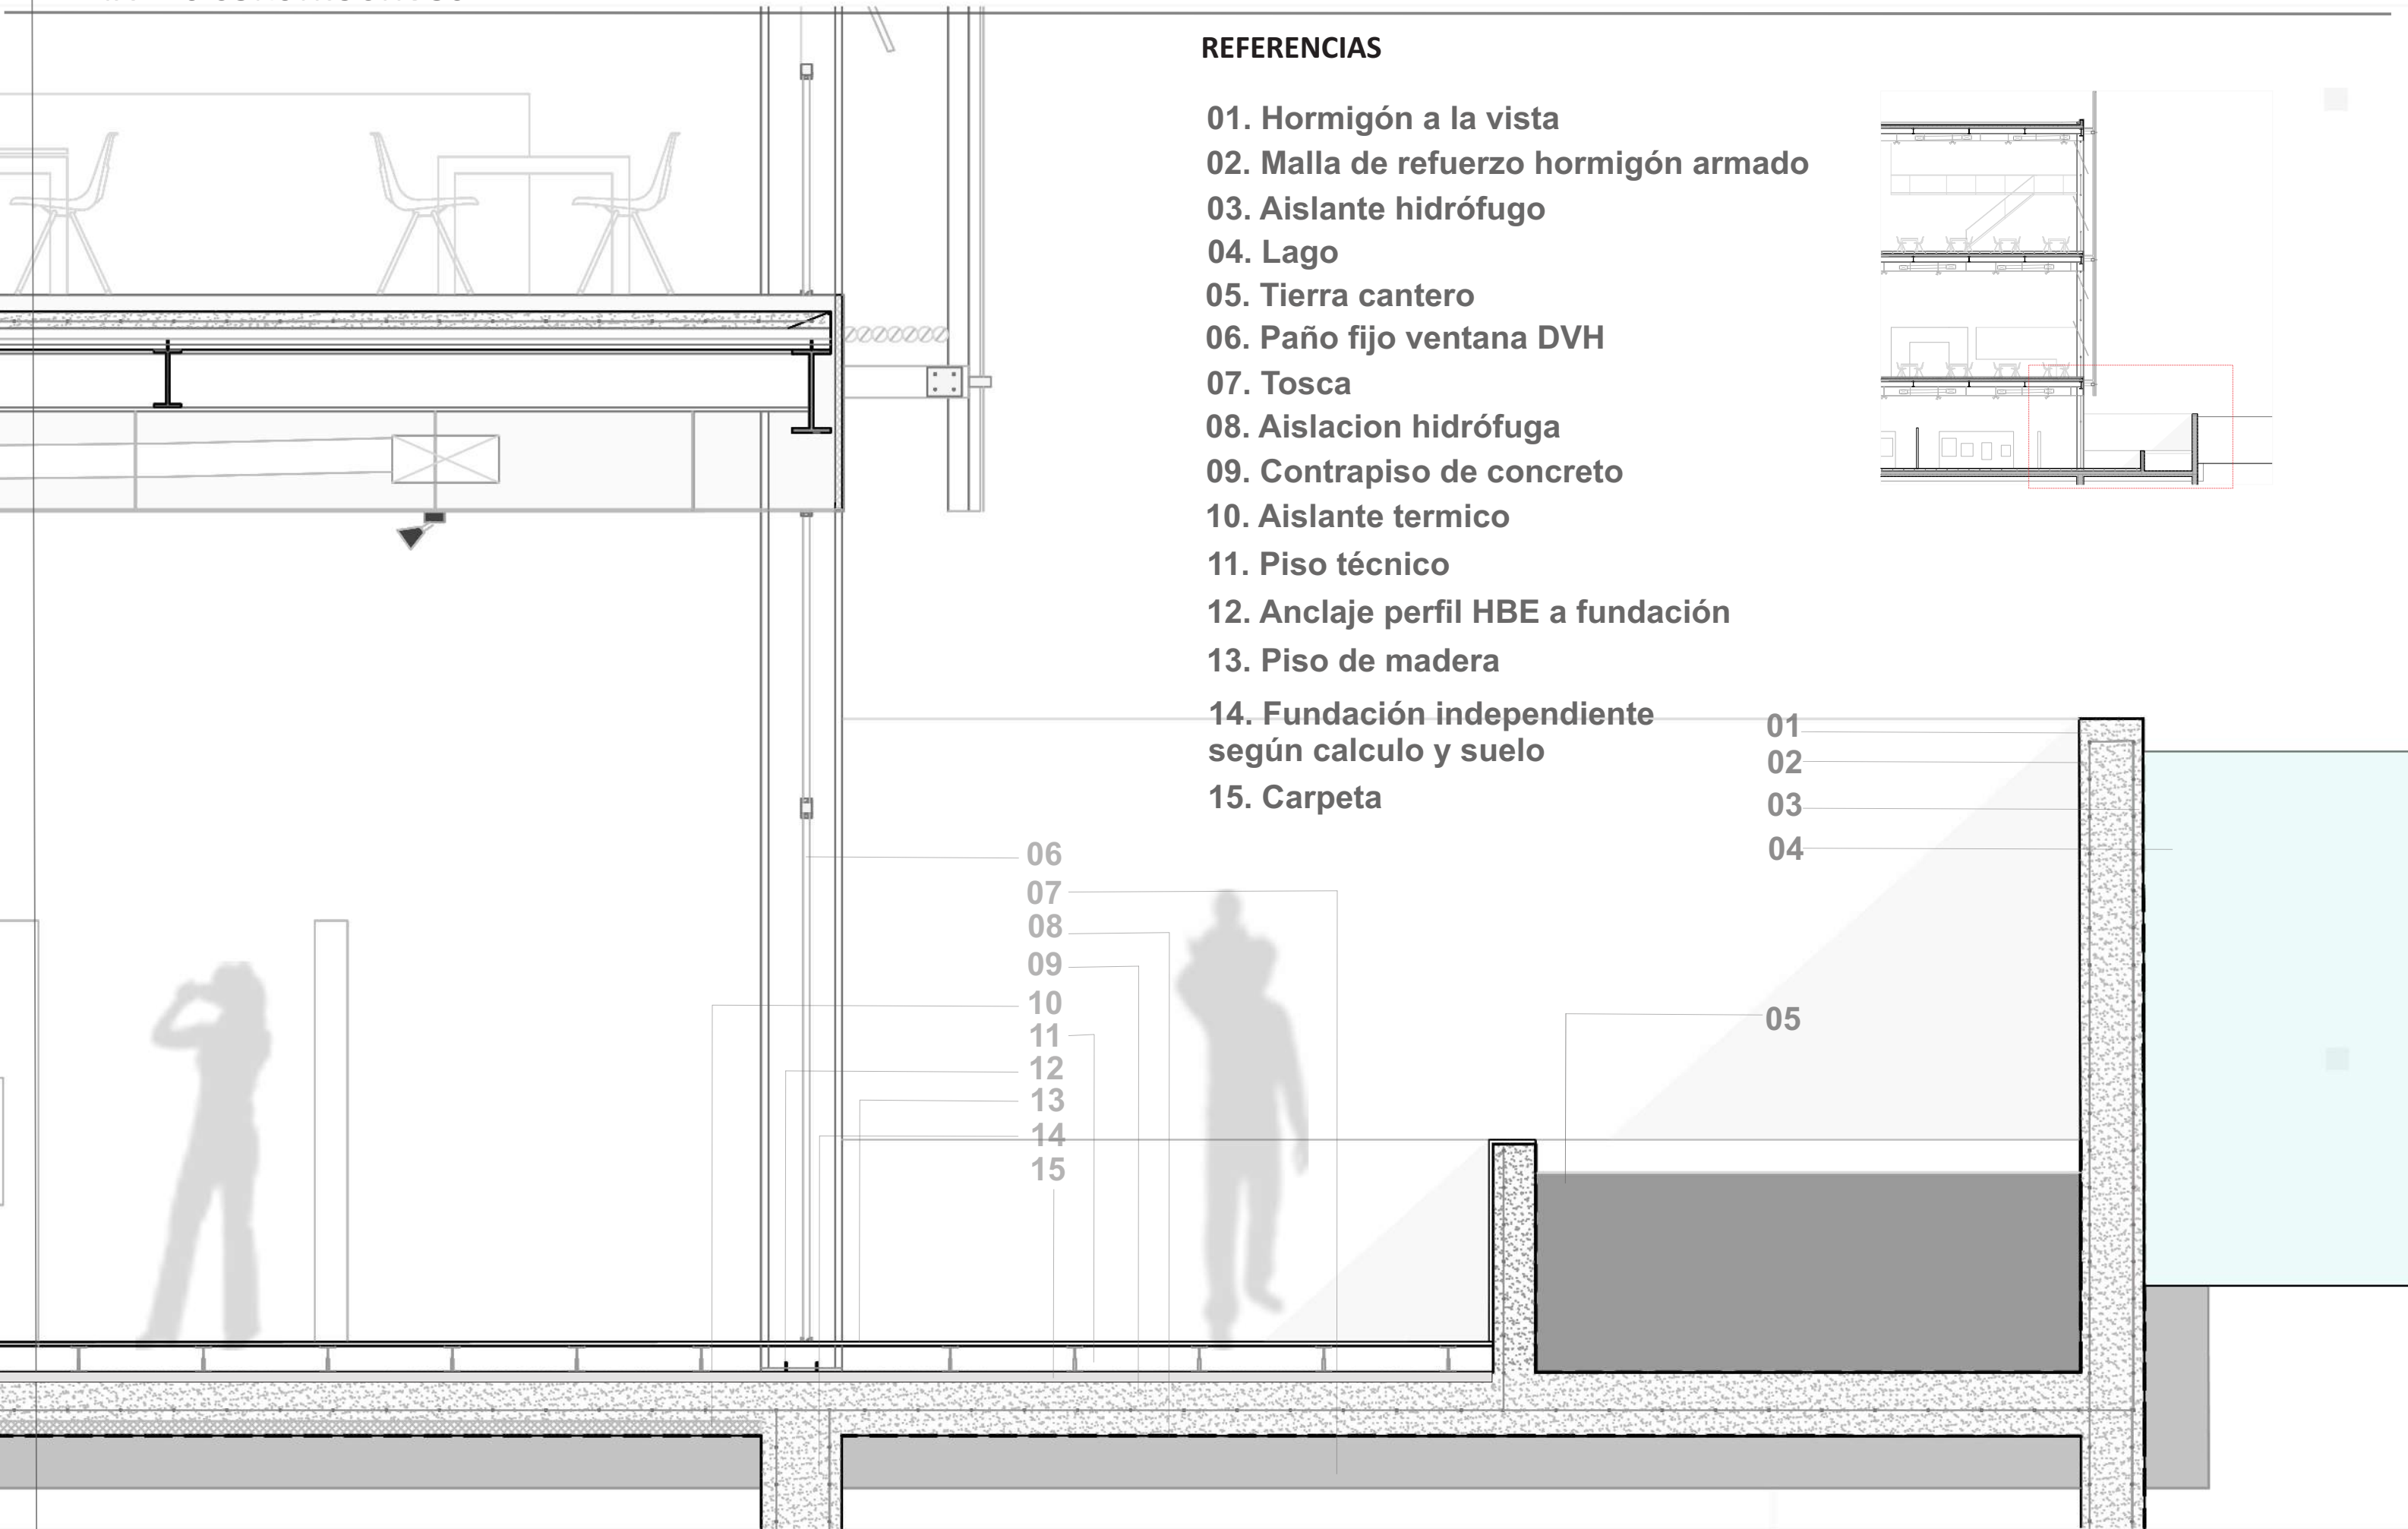 REFERENCIAS
01. Hormigón a la vista
02. Malla de refuerzo hormigón armado
03. Aislante hidrófugo
04. Lago
05. Tierra cantero
06. Paño fijo ventana DVH
07. Tosca
08. Aislacion hidrófuga
09. Contrapiso de concreto
10. Aislante termico
11. Piso técnico
12. Anclaje perfil HBE a fundación
13. Piso de madera
14. Fundación independiente
según calculo y suelo
15. Carpeta
01
02
03
04
05
06
07
08
09
10
11
12
13
14
15